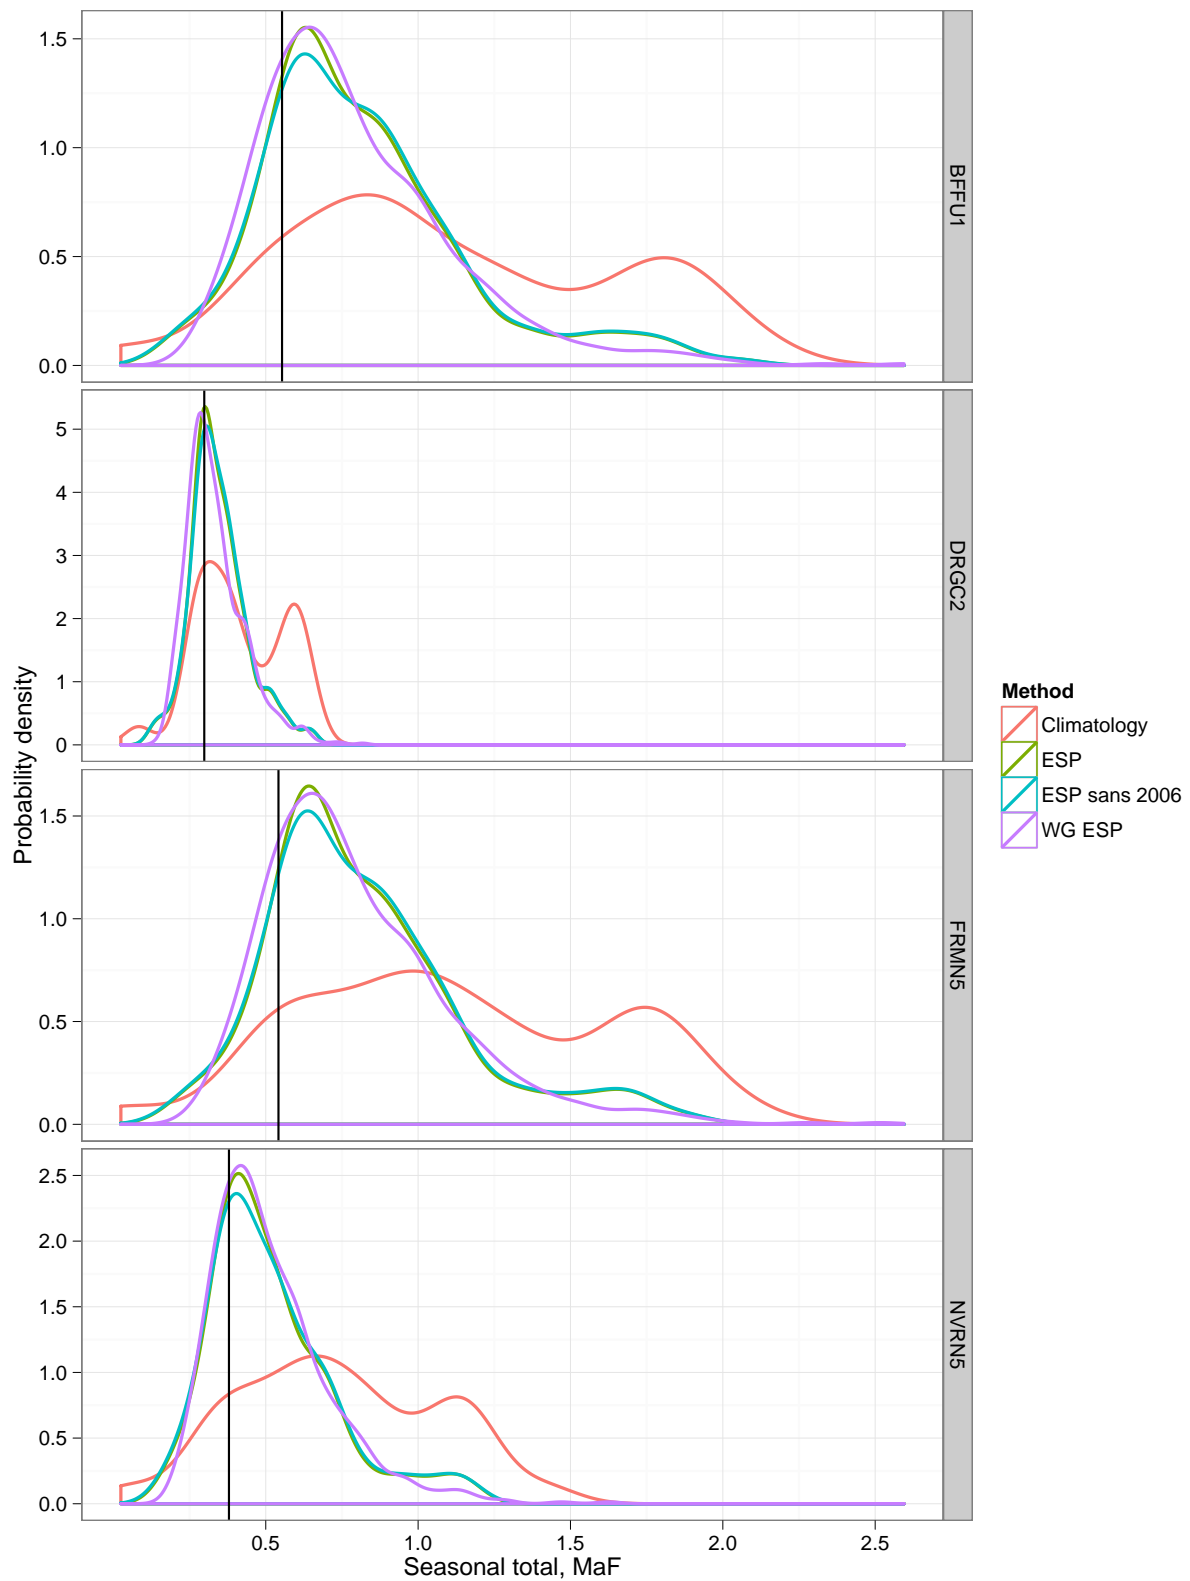 Probability density
1.5
1.0
0.5
0.0
BFFU1
5
4
3
2
1
0
DRGC2
1.5
1.0
0.5
0.0
FRMN5
2.5
2.0
1.5
1.0
0.5
0.0
NVRN5
0.5 1.0 1.5 2.0 2.5
Seasonal total, MaF
Method
Climatology
ESP
ESP sans 2006
WG ESP